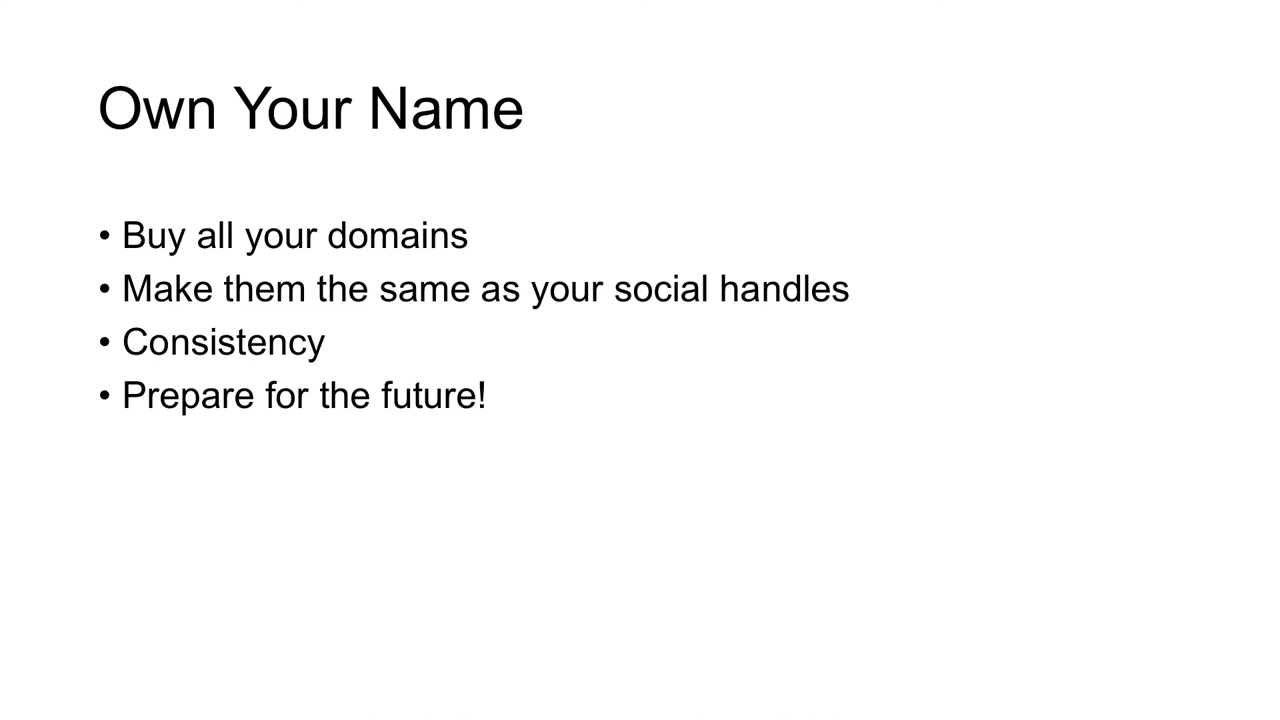 Own Your Name
• Buy all your domains
• Make them the same as your social handles
• Consistency
• Prepare for the future!